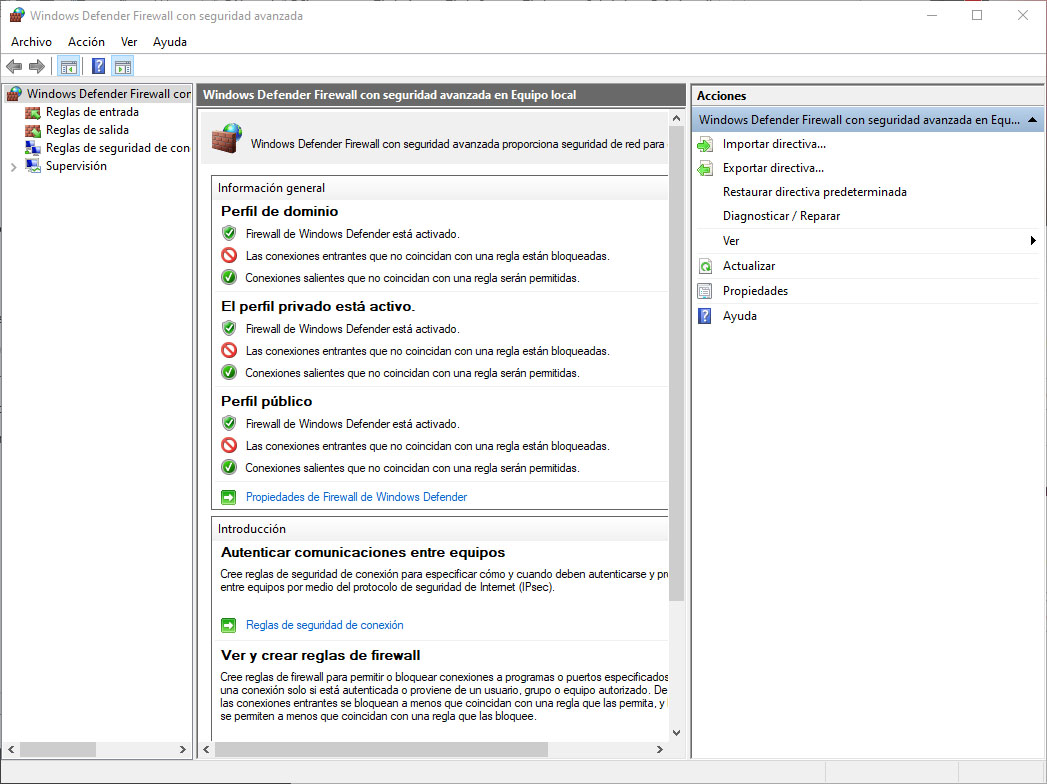 Windows Defender Firewall con seguridad avanzada
Archivo Acción Ver Ayuda
Windows Defender Firewall con
Reglas de entrada
Reglas de salida
Reglas de seguridad de con
Supervisión
Windows Defender Firewall con seguridad avanzada en Equipo local
Windows Defender Firewall con seguridad avanzada proporciona seguridad de red para
Información general
Perfil de dominio
Firewall de Windows Defender está activado.
Las conexiones entrantes que no coincidan con una regla están bloqueadas.
Conexiones salientes que no coincidan con una regla serán permitidas.
El perfil privado está activo.
Firewall de Windows Defender está activado.
Las conexiones entrantes que no coincidan con una regla están bloqueadas.
Conexiones salientes que no coincidan con una regla serán permitidas.
Perfil público
Firewall de Windows Defender está activado.
Las conexiones entrantes que no coincidan con una regla están bloqueadas.
Conexiones salientes que no coincidan con una regla serán permitidas.
Propiedades de Firewall de Windows Defender
Introducción
Autenticar comunicaciones entre equipos
Cree reglas de seguridad de conexión para especificar cómo y cuando deben autenticarse y pr
entre equipos por medio del protocolo de seguridad de Internet (IPsec).
Reglas de seguridad de conexión
Ver y crear reglas de firewall
Cree reglas de firewall para permitir o bloquear conexiones a programas o puertos especificados
una conexión solo si está autenticada o proviene de un usuario, grupo o equipo autorizado. De
las conexiones entrantes se bloquean a menos que coincidan con una regla que las permita, y
se permiten a menos que coincidan con una regla que las bloquee.
Acciones
Windows Defender Firewall con seguridad avanzada en Equ...
Importar directiva...
Exportar directiva...
Restaurar directiva predeterminada
Diagnosticar / Reparar
Ver
Actualizar
Propiedades
Ayuda